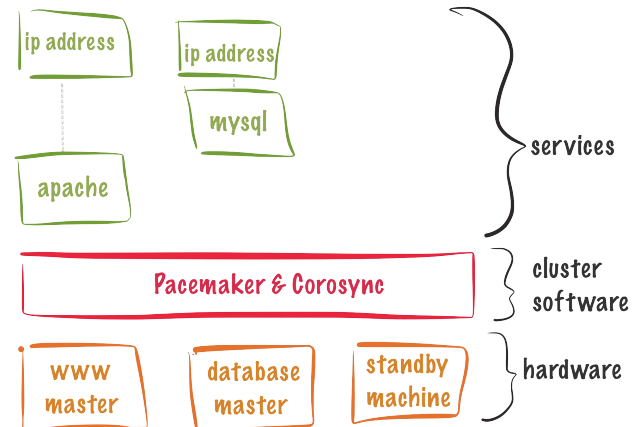 ip address
ip address
mysql
apache
services
Pacemaker & Corosync
cluster
software
www
master
database
master
standby
machine
hardware